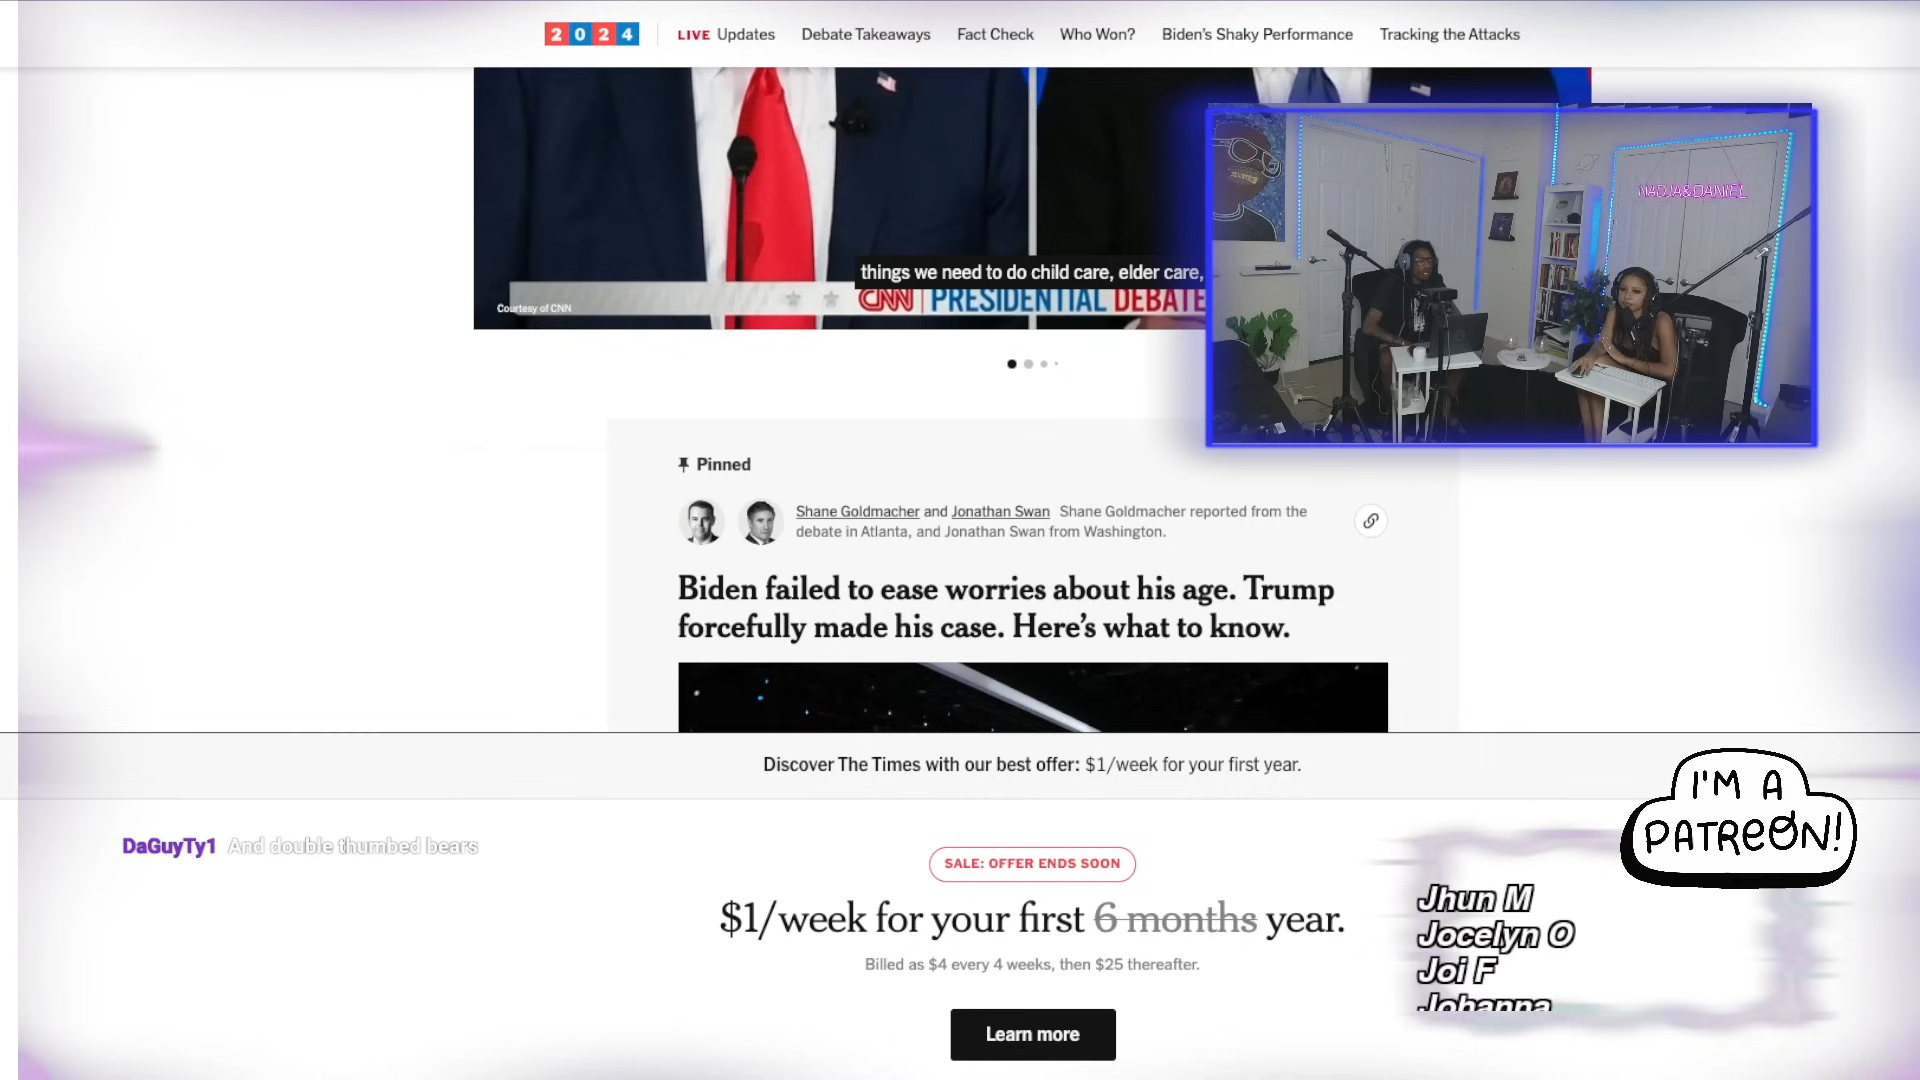 2024
LIVE Updates
Debate Takeaways
Fact Check
Who Won?
Biden's Shaky Performance
Tracking the Attacks
things we need to do child care, elder care,
Courtesy of CNN
CNN PRESIDENTIAL DEBATE
NADJA&DANIEL
Pinned
Shane Goldmacher and Jonathan Swan Shane Goldmacher reported from the
debate in Atlanta, and Jonathan Swan from Washington.
Biden failed to ease worries about his age. Trump
forcefully made his case. Here's what to know.
Discover The Times with our best offer: $1/week for your first year.
I'M A
PATREON!
DaGuyTy1 And double thumbed bears
SALE: OFFER ENDS SOON
$1/week for your first 6 months year.
Billed as $4 every 4 weeks, then $25 thereafter.
Jhun M
Jocelyn O
Joi F
Johanna
Learn more